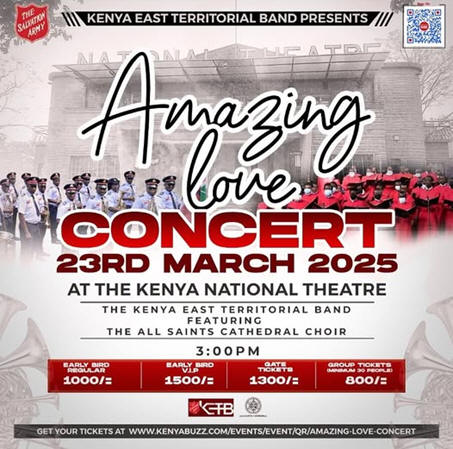 THE
SALVATION
ARMY
KENYA EAST TERRITORIAL BAND PRESENTS
NATIONAL THEATRE
Amazing
love
CONCERT
23RD MARCH 2025
AT THE KENYA NATIONAL THEATRE
THE KENYA EAST TERRITORIAL BAND
FEATURING
THE ALL SAINTS CATHEDRAL CHOIR
3:00PM
EARLY BIRD
REGULAR
1000/=
EARLY BIRD
V.I.P
1500/=
GATE
TICKETS
1300/=
GROUP TICKETS
(MINIMUM 30 PEOPLE)
800/=
KETB
GET YOUR TICKETS AT WWW.KENYABUZZ.COM/EVENTS/EVENT/QR/AMAZING-LOVE-CONCERT